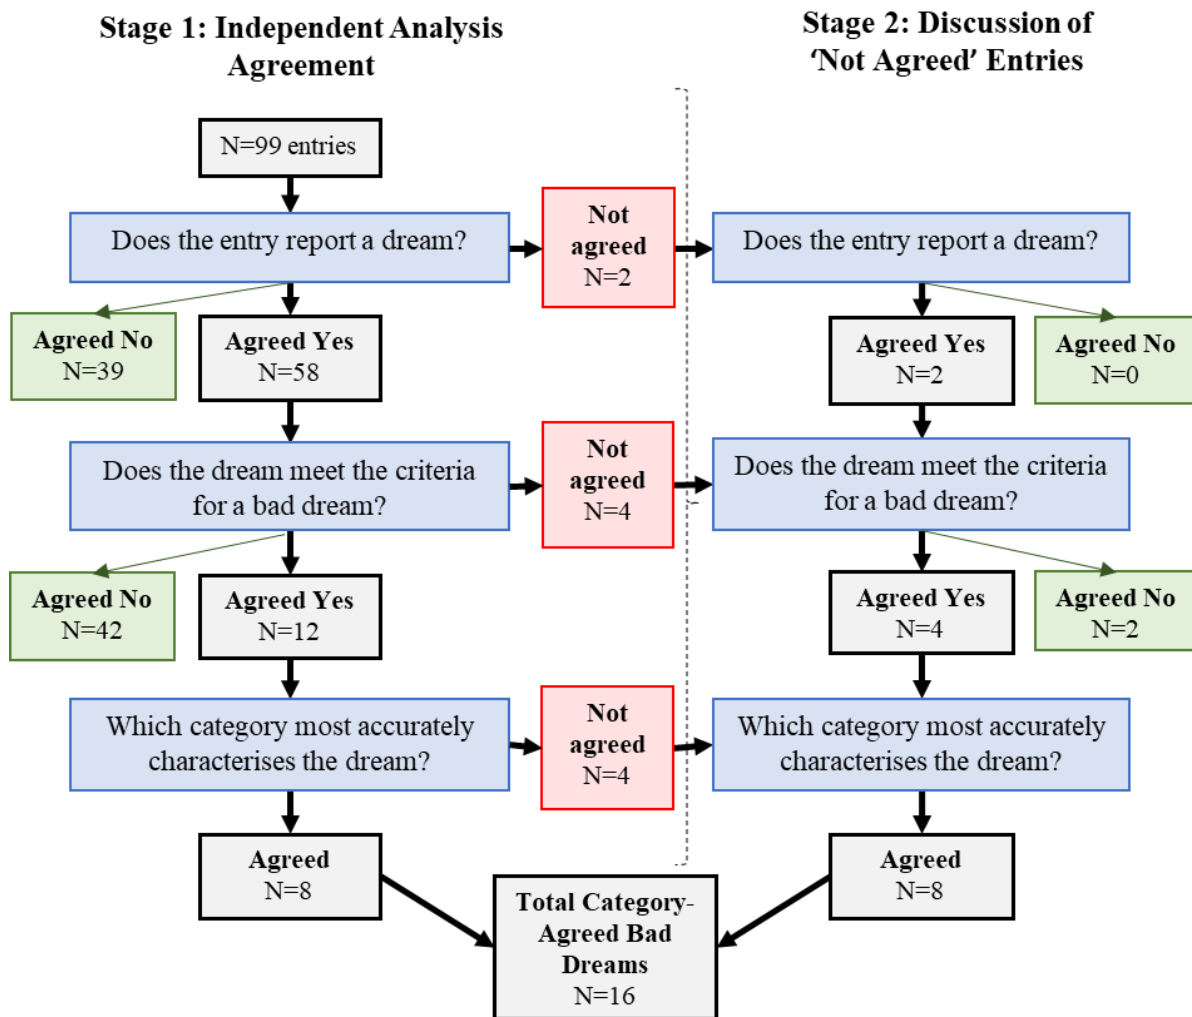 Stage 1: Independent Analysis
Agreement
Stage 2: Discussion of
‘Not Agreed’ Entries
N=99 entries
Does the entry report a dream?
Not
agreed
N=2
Does the entry report a dream?
Agreed No
N=39
Agreed Yes
N=58
Agreed Yes
N=2
Agreed No
N=0
Does the dream meet the criteria
for a bad dream?
Not
agreed
N=4
Does the dream meet the criteria
for a bad dream?
Agreed No
N=42
Agreed Yes
N=12
Agreed Yes
N=4
Agreed No
N=2
Which category most accurately
characterises the dream?
Not
agreed
N=4
Which category most accurately
characterises the dream?
Agreed
N=8
Agreed
N=8
Total Category-
Agreed Bad
Dreams
N=16